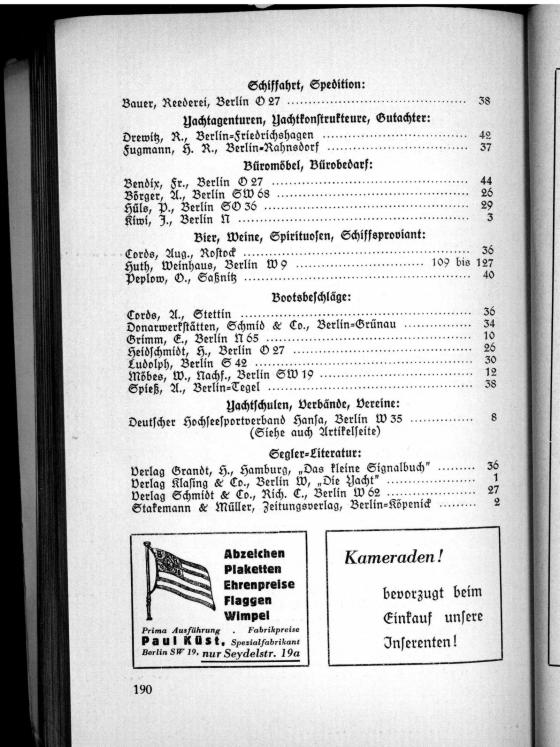 Schiffahrt, Spedition:
Bauer, Reederei, Berlin O 27 ........ 38
Yachtagenturen, Yachtkonstrukteure, Gutachter:
Drewitz, R., Berlin=Friedrichshagen ........ 42
Fugmann, H. R., Berlin=Rahnsdorf ........ 37
Büromöbel, Bürobedarf:
Bendix, Fr., Berlin O 27 ........ 44
Börger, A., Berlin SW 68 ........ 26
Hüls, P., Berlin SO 36 ........ 29
Kiwi, J., Berlin N ........ 3
Bier, Weine, Spirituosen, Schiffsproviant:
Cords, Aug., Rostock ........ 36
Huth, Weinhaus, Berlin W 9 ........ 109 bis 127
Peplow, O., Saßnitz ........ 40
Bootsbeschläge:
Cords, A., Stettin ........ 36
Donarwerkstätten, Schmid & Co., Berlin=Grünau ........ 34
Grimm, E., Berlin N 65 ........ 10
Heidschmidt, H., Berlin O 27 ........ 26
Ludolph, Berlin S 42 ........ 30
Möbes, W., Nachf., Berlin SW 19 ........ 12
Spieß, A., Berlin=Tegel ........ 38
Yachtschulen, Verbände, Vereine:
Deutscher Hochseesportverband Hansa, Berlin W 35 ........ 8
(Siehe auch Artikelseite)
Segler=Literatur:
Verlag Grandt, H., Hamburg, „Das kleine Signalbuch" ........ 36
Verlag Klasing & Co., Berlin W, „Die Yacht" ........ 1
Verlag Schmidt & Co., Rich. C., Berlin W 62 ........ 27
Stakemann & Müller, Zeitungsverlag, Berlin=Köpenick ........ 2
Abzeichen
Plaketten
Ehrenpreise
Flaggen
Wimpel
Prima Ausführung . Fabrikpreise
Paul Küst, Spezialfabrikant
Berlin SW 19, nur Seydelstr. 19a
Kameraden!
bevorzugt beim
Einkauf unsere
Inserenten!
190